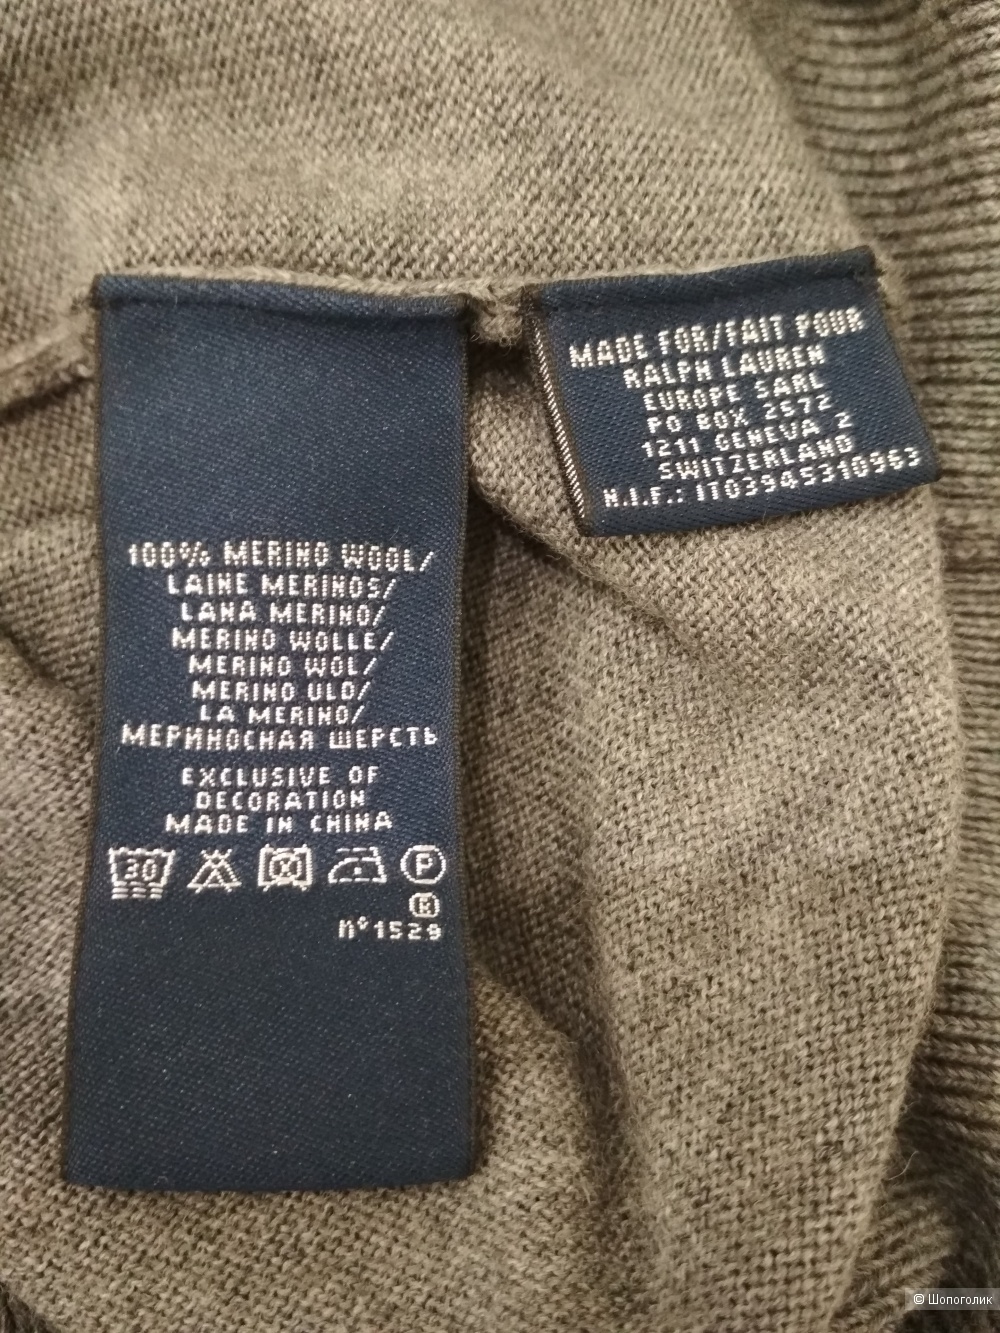 100% MERINO WOOL/
LAINE MERINOS/
LANA MERINO/
MERINO WOLLE/
MERINO WOL/
MERINO ULD/
LA MERINO/
МЕРИНОСНАЯ ШЕРСТЬ
EXCLUSIVE OF
DECORATION
MADE IN CHINA
30
P
K
n°1529
MADE FOR/FAIT POUR
RALPH LAUREN
EUROPE SARL
PO BOX 2672
1211 GENEVA 2
SWITZERLAND
N.I.F.: IT03945310963
© Шопоголик